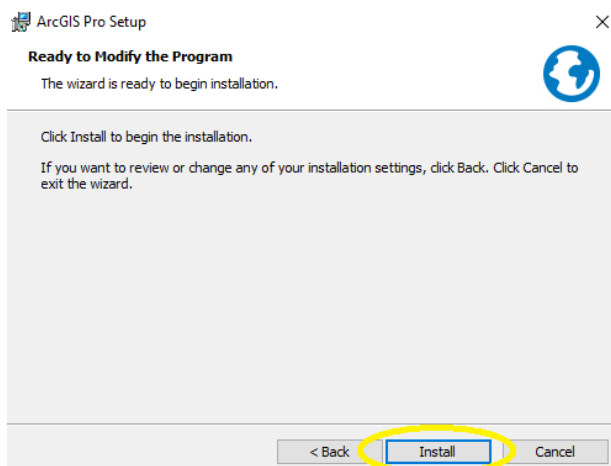 ArcGIS Pro Setup
Ready to Modify the Program
The wizard is ready to begin installation.
Click Install to begin the installation.
If you want to review or change any of your installation settings, click Back. Click Cancel to
exit the wizard.
< Back Install Cancel